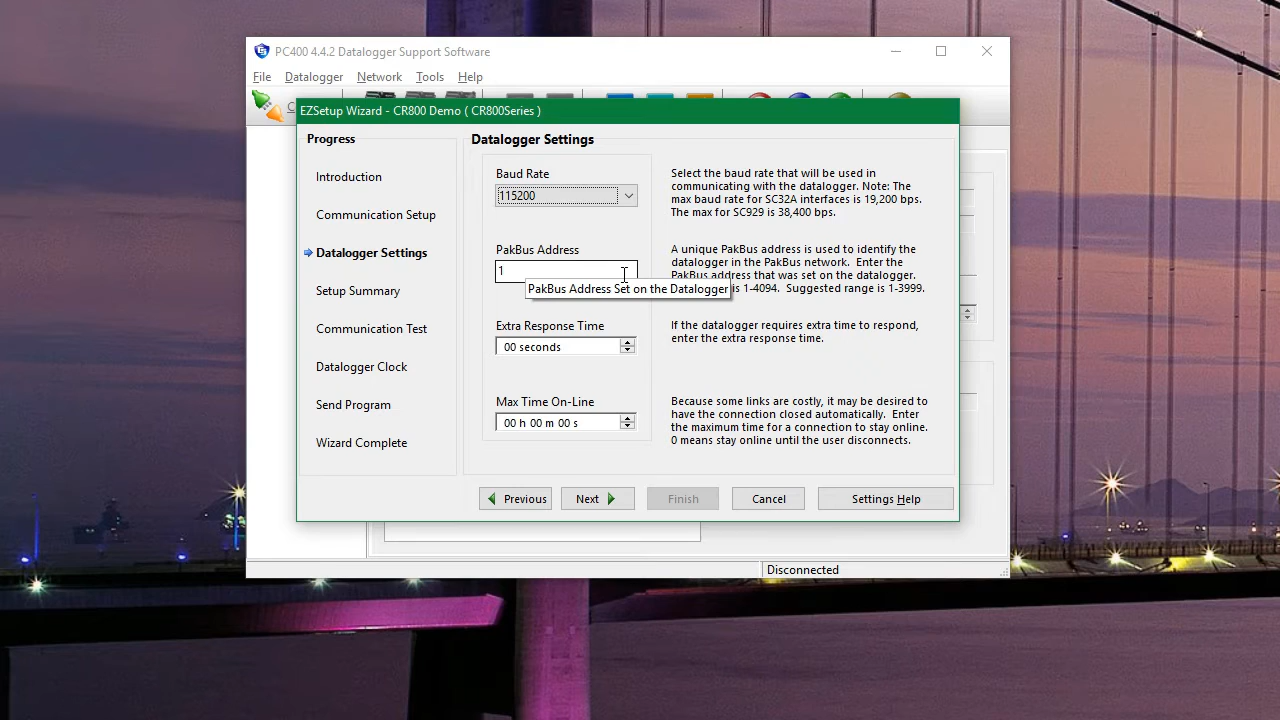 PC400 4.4.2 Datalogger Support Software
File Datalogger Network Tools Help
EZSetup Wizard - CR800 Demo ( CR800Series )
Progress
Introduction
Communication Setup
Datalogger Settings
Setup Summary
Communication Test
Datalogger Clock
Send Program
Wizard Complete
Datalogger Settings
Baud Rate
115200
Select the baud rate that will be used in
communicating with the datalogger. Note: The
max baud rate for SC32A interfaces is 19,200 bps.
The max for SC929 is 38,400 bps.
PakBus Address
1
PakBus Address Set on the Datalogger
A unique PakBus address is used to identify the
datalogger in the PakBus network. Enter the
PakBus address that was set on the datalogger.
is 1-4094. Suggested range is 1-3999.
Extra Response Time
00 seconds
If the datalogger requires extra time to respond,
enter the extra response time.
Max Time On-Line
00 h 00 m 00 s
Because some links are costly, it may be desired to
have the connection closed automatically. Enter
the maximum time for a connection to stay online.
0 means stay online until the user disconnects.
Previous Next Finish Cancel Settings Help
Disconnected